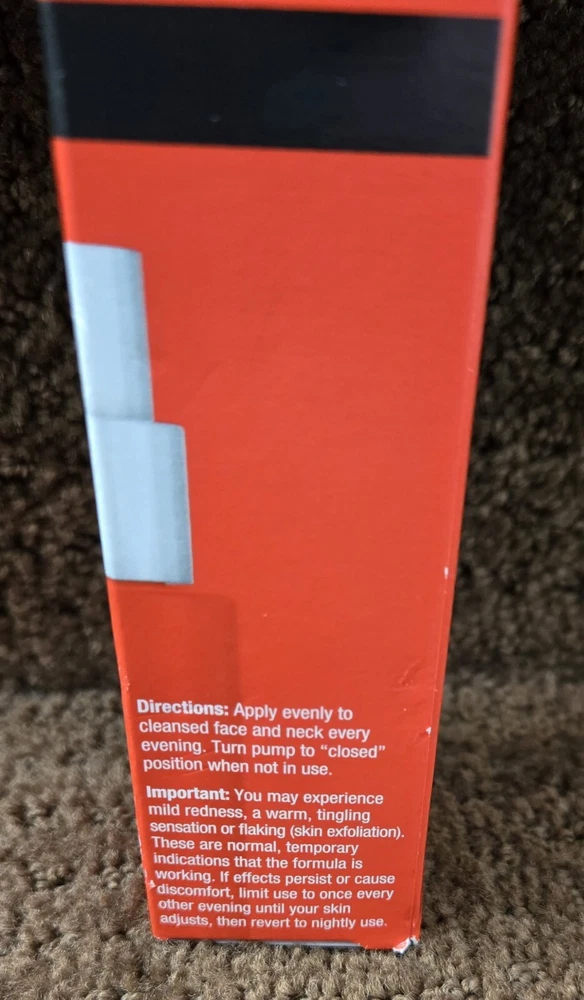 Directions: Apply evenly to
cleansed face and neck every
evening. Turn pump to “closed”
position when not in use.
Important: You may experience
mild redness, a warm, tingling
sensation or flaking (skin exfoliation).
These are normal, temporary
indications that the formula is
working. If effects persist or cause
discomfort, limit use to once every
other evening until your skin
adjusts, then revert to nightly use.